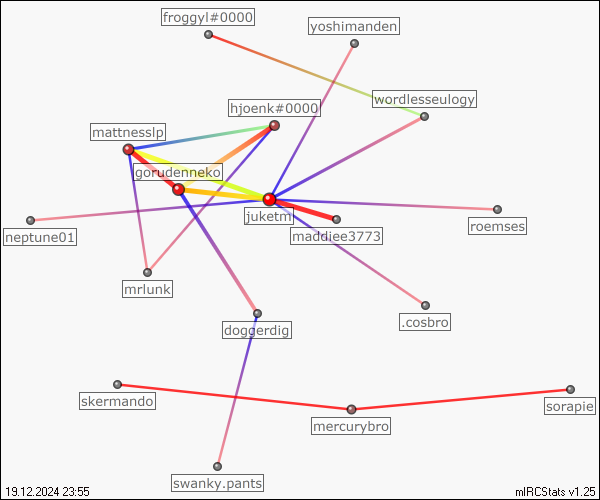 froggyl#0000
yoshimanden
wordlesseulogy
hjoenk#0000
mattnesslp
gorudenneko
juketm
maddiee3773
roemses
neptune01
mrlunk
.cosbro
doggerdig
skermando
sorapie
mercurybro
swanky.pants
19.12.2024 23:55
mIRCStats v1.25